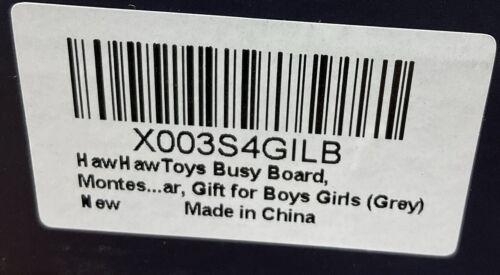 X003S4GILB
HawHawToys Busy Board,
Montes...ar, Gift for Boys Girls (Grey)
New Made in China